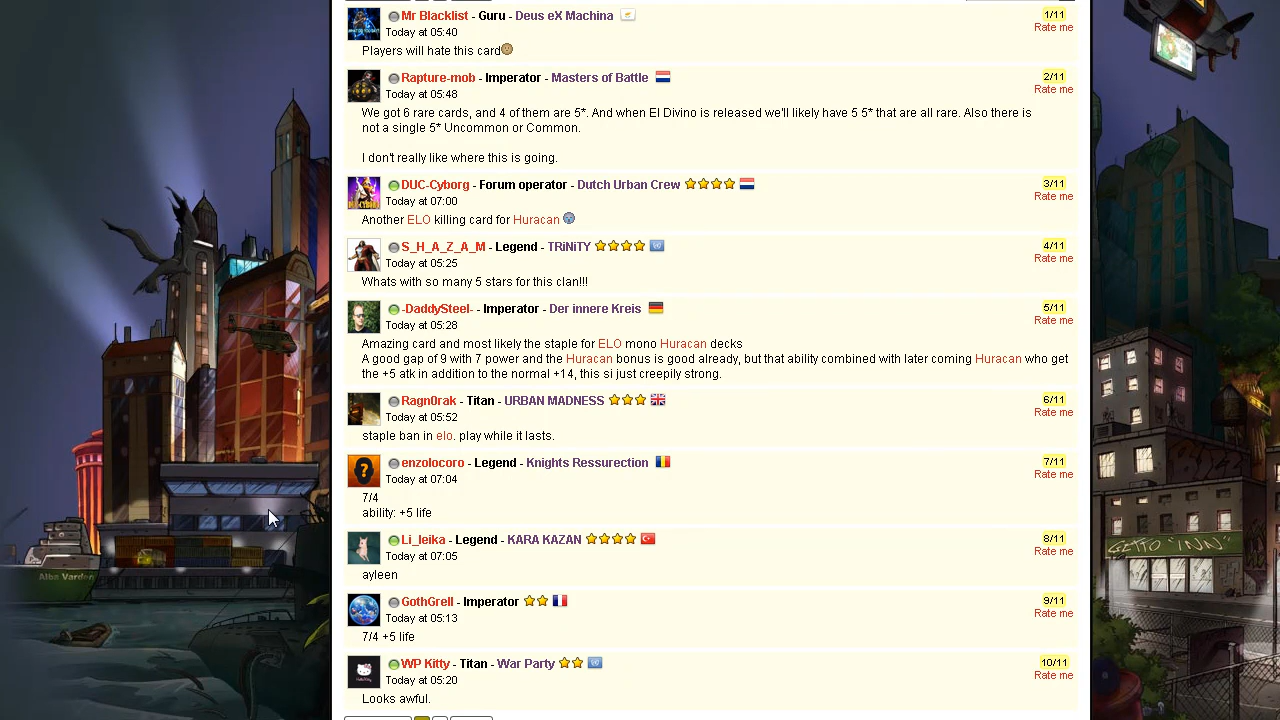 Mr Blacklist - Guru - Deus eX Machina
1/11
Today at 05:40
Rate me
Players will hate this card
Rapture-mob - Imperator - Masters of Battle
2/11
Today at 05:48
Rate me
We got 6 rare cards, and 4 of them are 5*. And when El Divino is released we'll likely have 5 5* that are all rare. Also there is
not a single 5* Uncommon or Common.
I don't really like where this is going.
DUC-Cyborg - Forum operator - Dutch Urban Crew
3/11
Today at 07:00
Rate me
Another ELO killing card for Huracan
S_H_A_Z_A_M - Legend - TRiNiTY
4/11
Today at 05:25
Rate me
Whats with so many 5 stars for this clan!!!
-DaddySteel- - Imperator - Der innere Kreis
5/11
Today at 05:28
Rate me
Amazing card and most likely the staple for ELO mono Huracan decks
A good gap of 9 with 7 power and the Huracan bonus is good already, but that ability combined with later coming Huracan who get
the +5 atk in addition to the normal +14, this si just creepily strong.
Ragn0rak - Titan - URBAN MADNESS
6/11
Today at 05:52
Rate me
staple ban in elo. play while it lasts.
enzolocoro - Legend - Knights Ressurection
7/11
Today at 07:04
Rate me
7/4
ability: +5 life
Li_leika - Legend - KARA KAZAN
8/11
Today at 07:05
Rate me
ayleen
GothGrell - Imperator
9/11
Today at 05:13
Rate me
7/4 +5 life
WP Kitty - Titan - War Party
10/11
Today at 05:20
Rate me
Looks awful.
Alba Varden
GHETTO "INN"